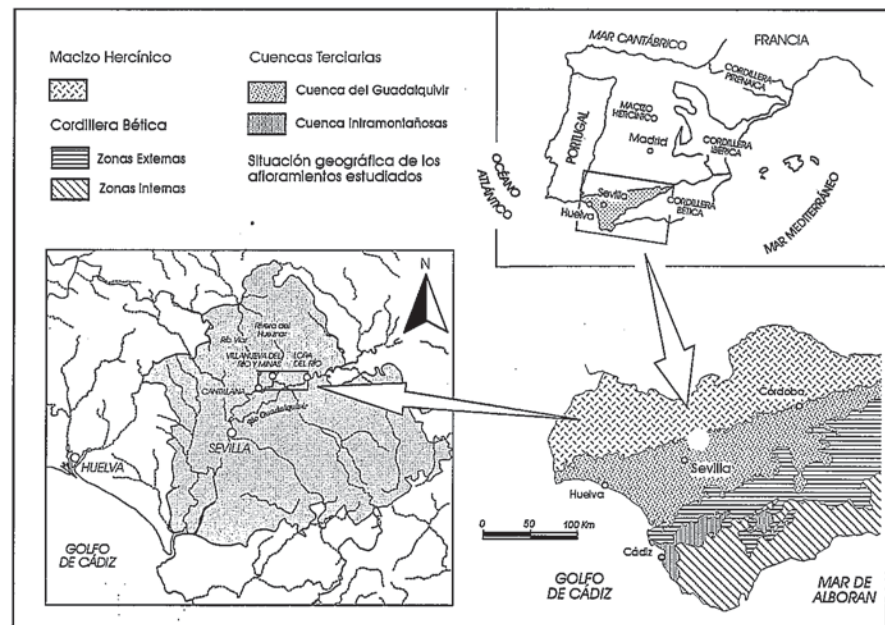 Macizo Hercínico
Cordillera Bética
Zonas Externas
Zonas Internas
Cuencas Terciarias
Cuenca del Guadalquivir
Cuenca Intramontañosas
Situación geográfica de los
afloramientos estudiados
MAR CANTÁBRICO
FRANCIA
CORDILLERA
PIRENAICA
MACIZO
HERCÍNICO
Madrid
CORDILLERA
IBÉRICA
PORTUGAL
OCÉANO
ATLÁNTICO
Sevilla
Huelva
CORDILLERA
BÉTICA
MAR MEDITERRÁNEO
N
Rivera del
Huéznar
Río Viar
VILLANUEVA DEL
RÍO Y MINAS
LORA
DEL RÍO
CANTILLANA
Río Guadalquivir
SEVILLA
HUELVA
GOLFO
DE CÁDIZ
Córdoba
Sevilla
Huelva
0 50 100 Km
Cádiz
GOLFO
DE CÁDIZ
MAR DE
ALBORAN